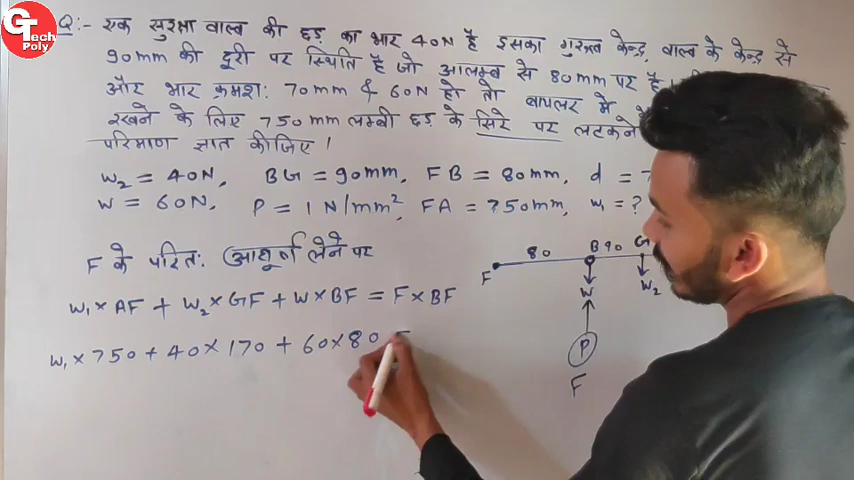 GTech Poly
Q:- एक सुरक्षा वाल्व की छड़ का भार 40N है इसका गुरुत्व केन्द्र, वाल्व के केन्द्र से
90mm की दूरी पर स्थिति है जो आलम्ब से 80mm पर है।
और भार क्रमश: 70mm & 60N हो तो बायलर में
रखने के लिए 750mm लम्बी छड़ के सिरे पर लटकने
परिमाण ज्ञात कीजिए।
W₂ = 40N, BG = 90mm, FB = 80mm, d =
W = 60N, P = 1 N/mm², FA = 750mm, W₁ = ?
F के परित: आघूर्ण लेने पर
80 B 90 G
F
W W₂
W₁ × AF + W₂ × GF + W × BF = F × BF
W₁ × 750 + 40 × 170 + 60 × 80
P
F